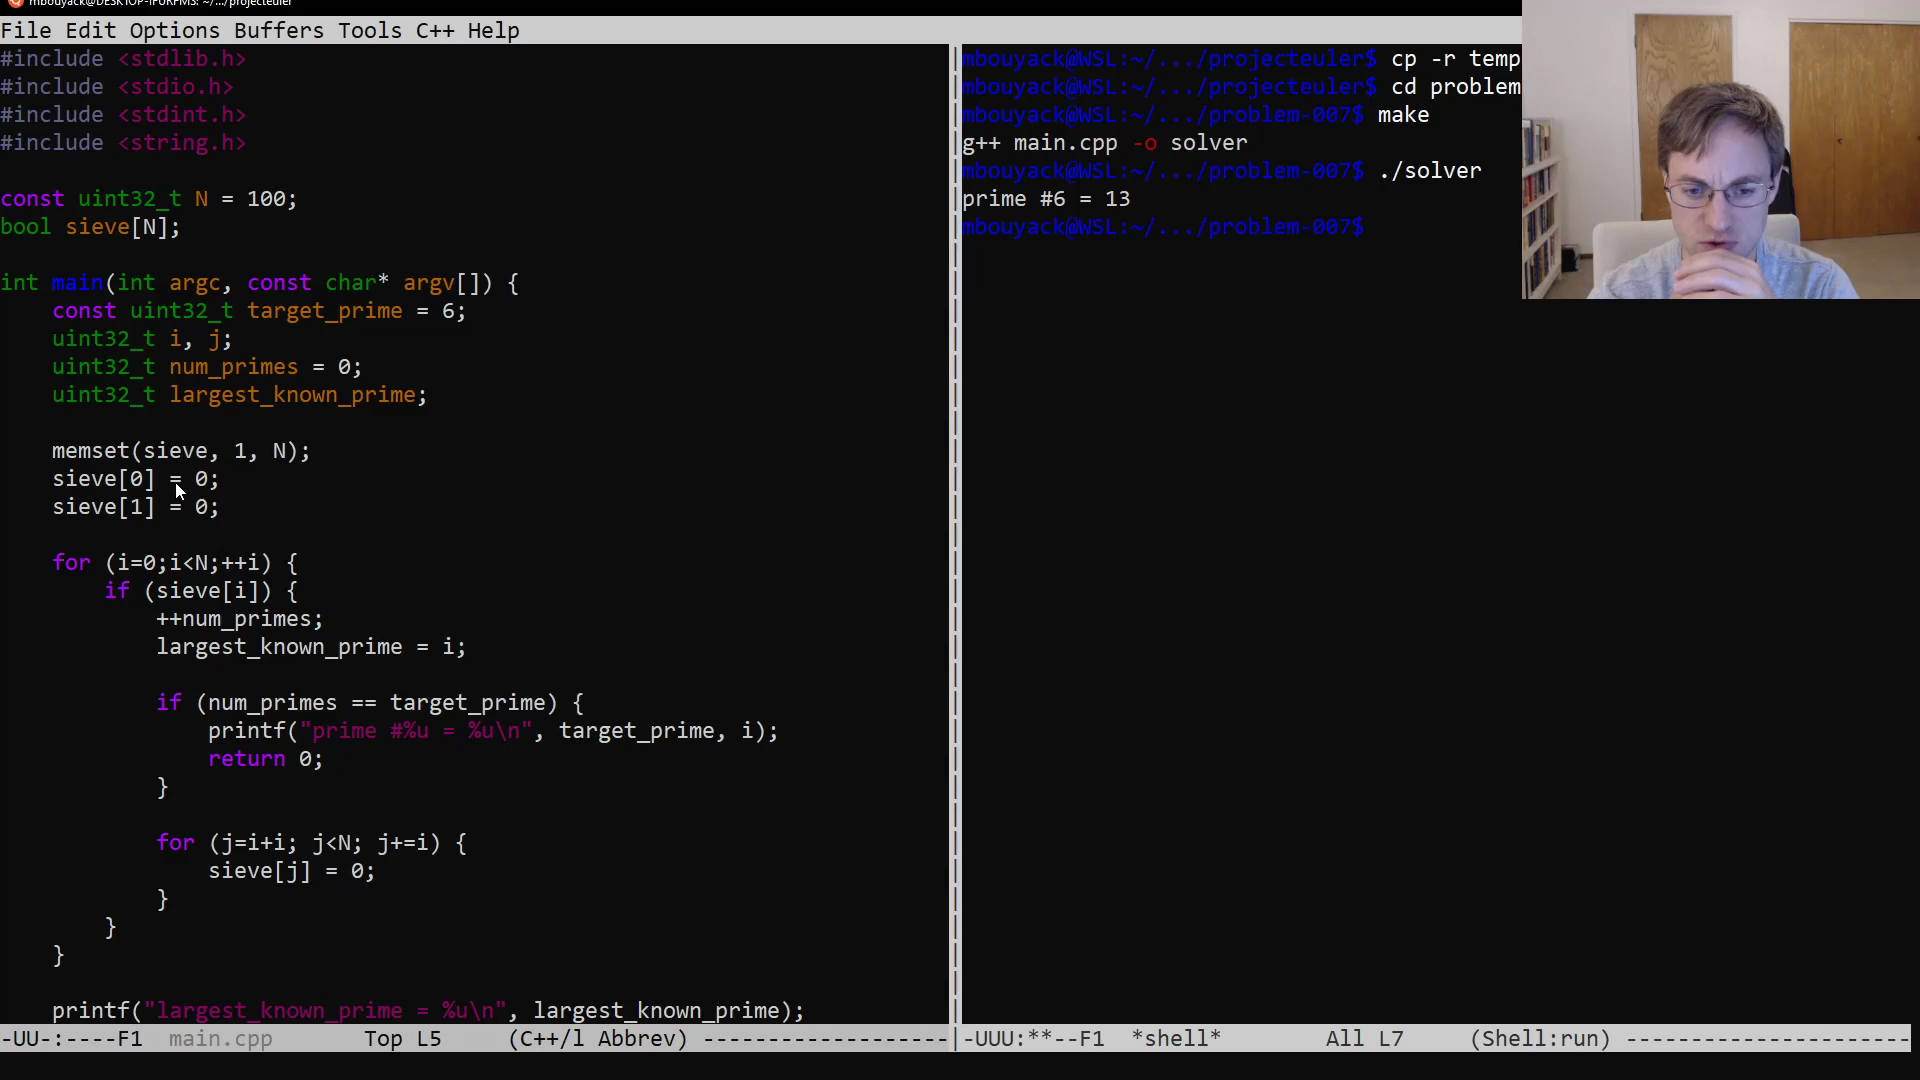 mbouyack@DESKTOP-IFURFMS: ~/.../projecteuler
File Edit Options Buffers Tools C++ Help
#include <stdlib.h>
#include <stdio.h>
#include <stdint.h>
#include <string.h>
const uint32_t N = 100;
bool sieve[N];
int main(int argc, const char* argv[]) {
const uint32_t target_prime = 6;
uint32_t i, j;
uint32_t num_primes = 0;
uint32_t largest_known_prime;
memset(sieve, 1, N);
sieve[0] = 0;
sieve[1] = 0;
for (i=0;i<N;++i) {
if (sieve[i]) {
++num_primes;
largest_known_prime = i;
if (num_primes == target_prime) {
printf("prime #%u = %u\n", target_prime, i);
return 0;
}
for (j=i+i; j<N; j+=i) {
sieve[j] = 0;
}
}
}
printf("largest_known_prime = %u\n", largest_known_prime);
-UU-:----F1 main.cpp Top L5 (C++/l Abbrev) -------------------
mbouyack@WSL:~/.../projecteuler$ cp -r temp
mbouyack@WSL:~/.../projecteuler$ cd problem
mbouyack@WSL:~/.../problem-007$ make
g++ main.cpp -o solver
mbouyack@WSL:~/.../problem-007$ ./solver
prime #6 = 13
mbouyack@WSL:~/.../problem-007$
-UUU:**--F1 *shell* All L7 (Shell:run) ----------------------